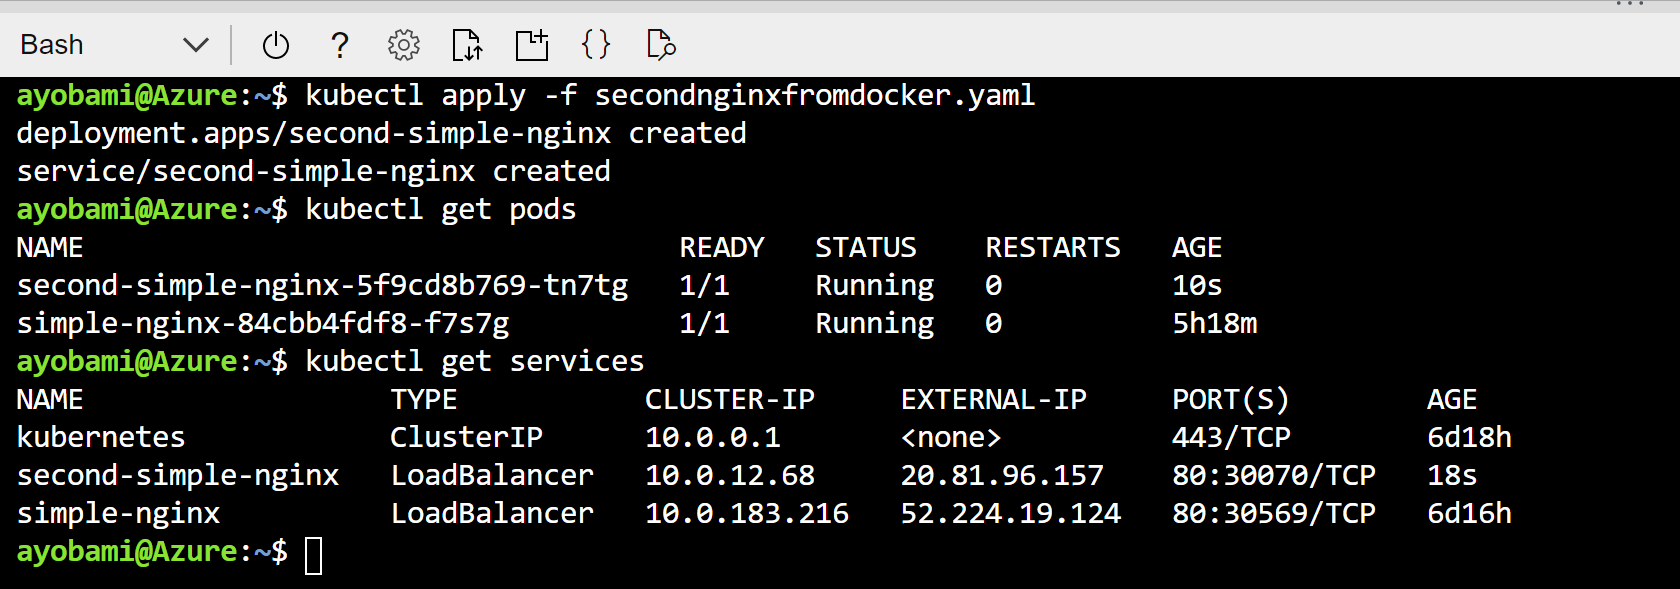 Bash
ayobami@Azure:~$ kubectl apply -f secondnginxfromdocker.yaml
deployment.apps/second-simple-nginx created
service/second-simple-nginx created
ayobami@Azure:~$ kubectl get pods
NAME READY STATUS RESTARTS AGE
second-simple-nginx-5f9cd8b769-tn7tg 1/1 Running 0 10s
simple-nginx-84cbb4fdf8-f7s7g 1/1 Running 0 5h18m
ayobami@Azure:~$ kubectl get services
NAME TYPE CLUSTER-IP EXTERNAL-IP PORT(S) AGE
kubernetes ClusterIP 10.0.0.1 <none> 443/TCP 6d18h
second-simple-nginx LoadBalancer 10.0.12.68 20.81.96.157 80:30070/TCP 18s
simple-nginx LoadBalancer 10.0.183.216 52.224.19.124 80:30569/TCP 6d16h
ayobami@Azure:~$